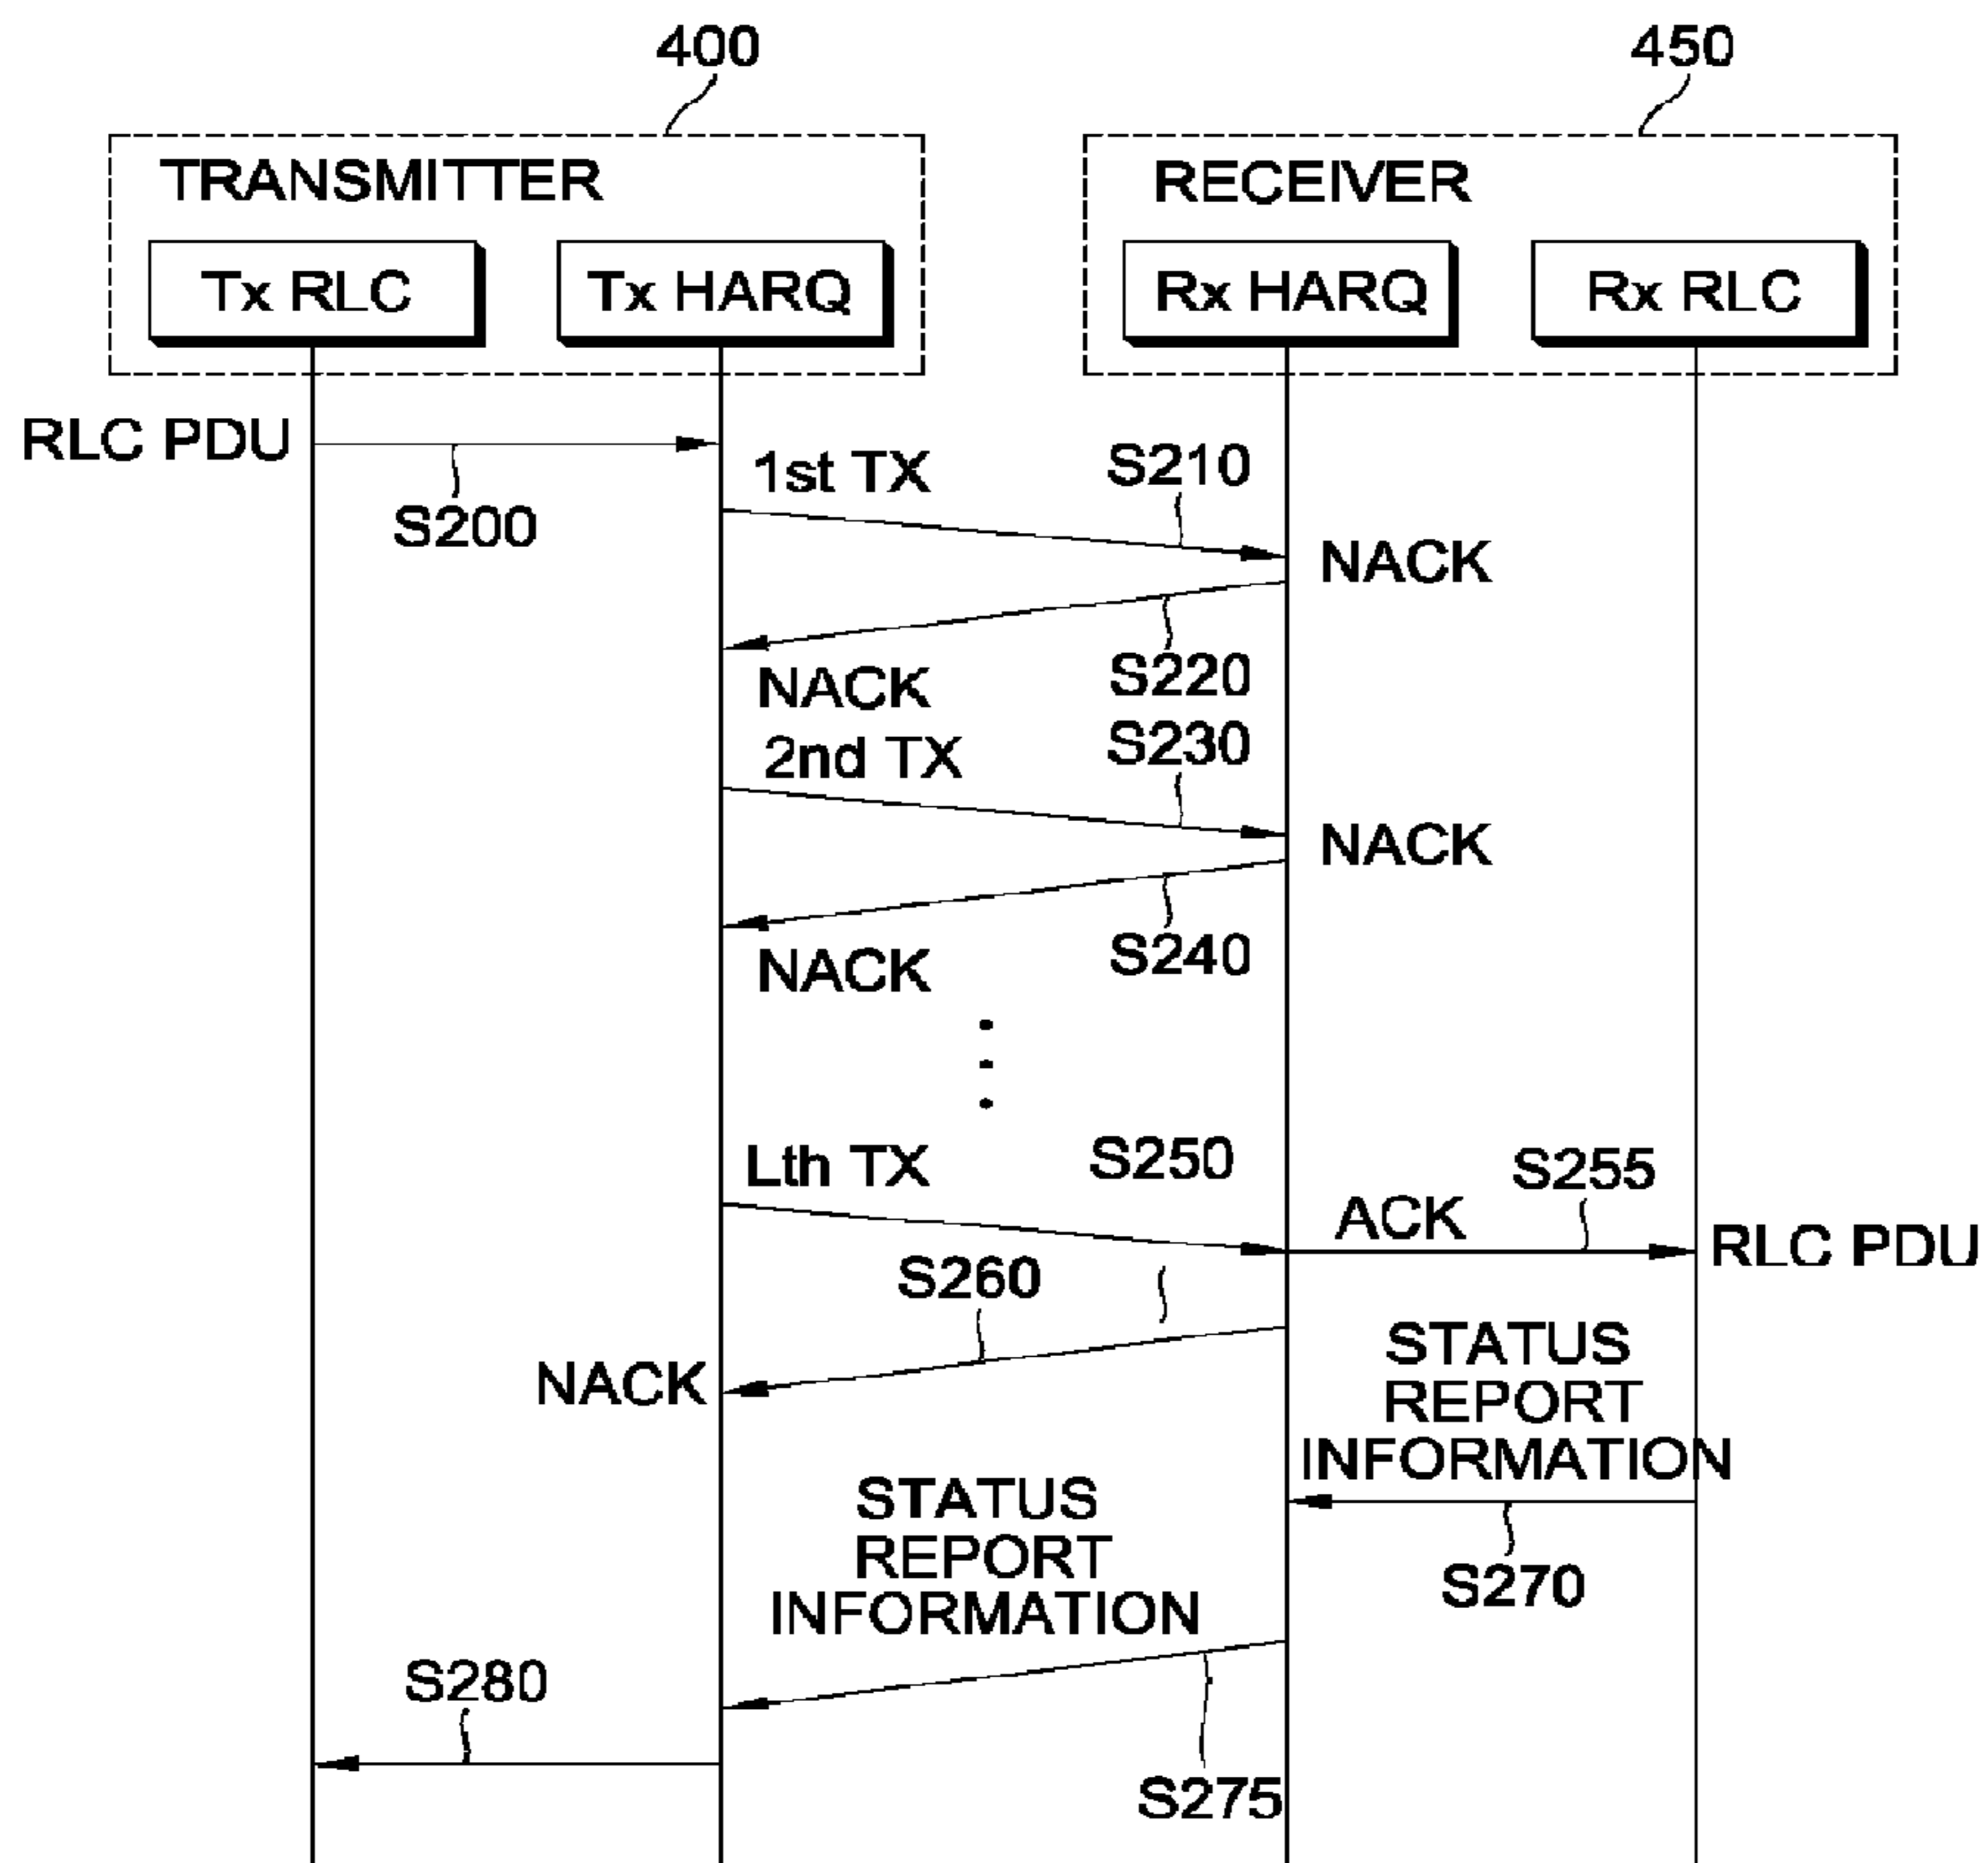 400
450
TRANSMITTER
RECEIVER
Tx RLC
Tx HARQ
Rx HARQ
Rx RLC
RLC PDU
S200
1st TX
S210
NACK
S220
NACK
2nd TX
S230
NACK
S240
NACK
Lth TX
S250
ACK
S255
RLC PDU
S260
NACK
STATUS
REPORT
INFORMATION
S270
STATUS
REPORT
INFORMATION
S275
S280